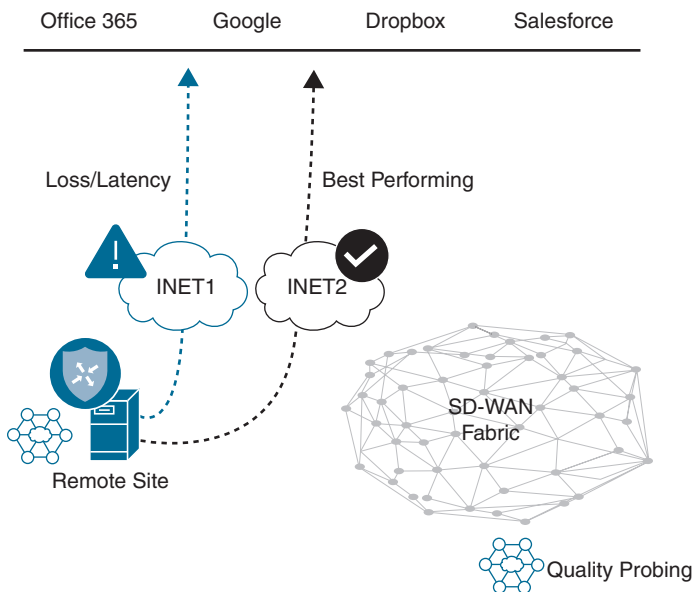 Office 365 Google Dropbox Salesforce
Loss/Latency Best Performing
INET1 INET2
SD-WAN
Fabric
Remote Site
Quality Probing